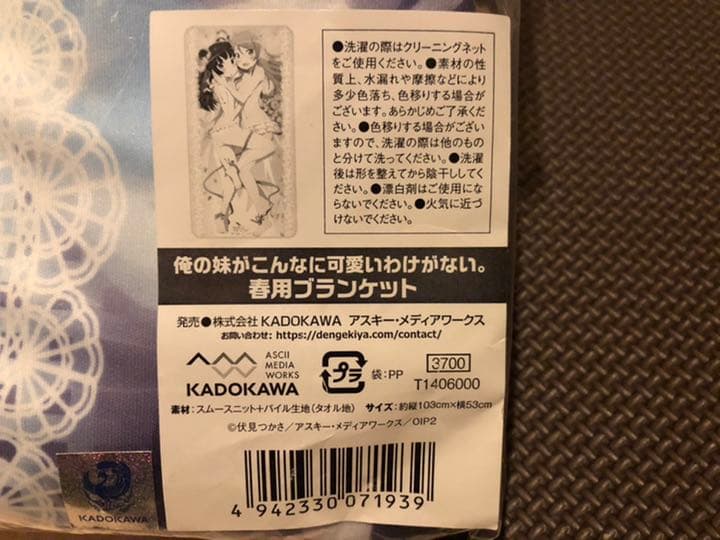 ●洗濯の際はクリーニングネット
をご使用ください。●素材の性
質上、水漏れや摩擦などにより
多少色落ち、色移りする場合が
ございます。あらかじめご了承くだ
さい。●色移りする場合がござい
ますので、洗濯の際は他のもの
と分けて洗ってください。●洗濯
後は形を整えてから陰干ししてく
ださい。●漂白剤はご使用にな
らないでください。●火気に近づ
けないでください。
俺の妹がこんなに可愛いわけがない。
春用ブランケット
発売●株式会社KADOKAWA アスキー・メディアワークス
お問い合わせ: https://dengekiya.com/contact/
ASCII
MEDIA
WORKS
KADOKAWA
プラ
袋:PP
3700
T1406000
素材:スムースニット+パイル生地(タオル地) サイズ:約縦103cm×横53cm
©伏見つかさ/アスキー・メディアワークス/OIP2
4 942330 071939
KADOKAWA